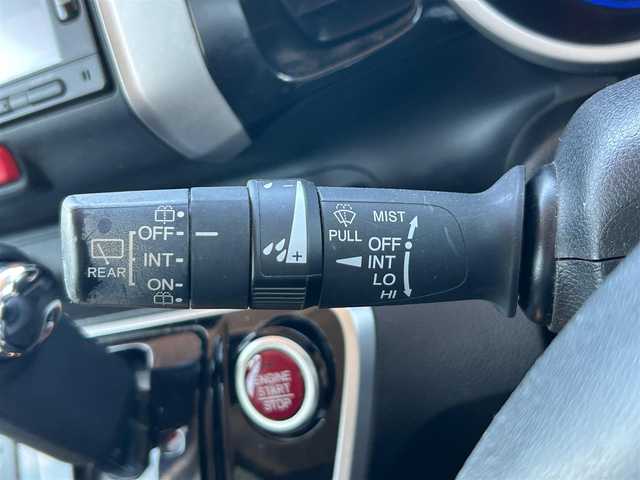 REAR
OFF
INT
ON
- +
PULL
MIST
OFF
INT
LO
HI
ENGINE
START
STOP